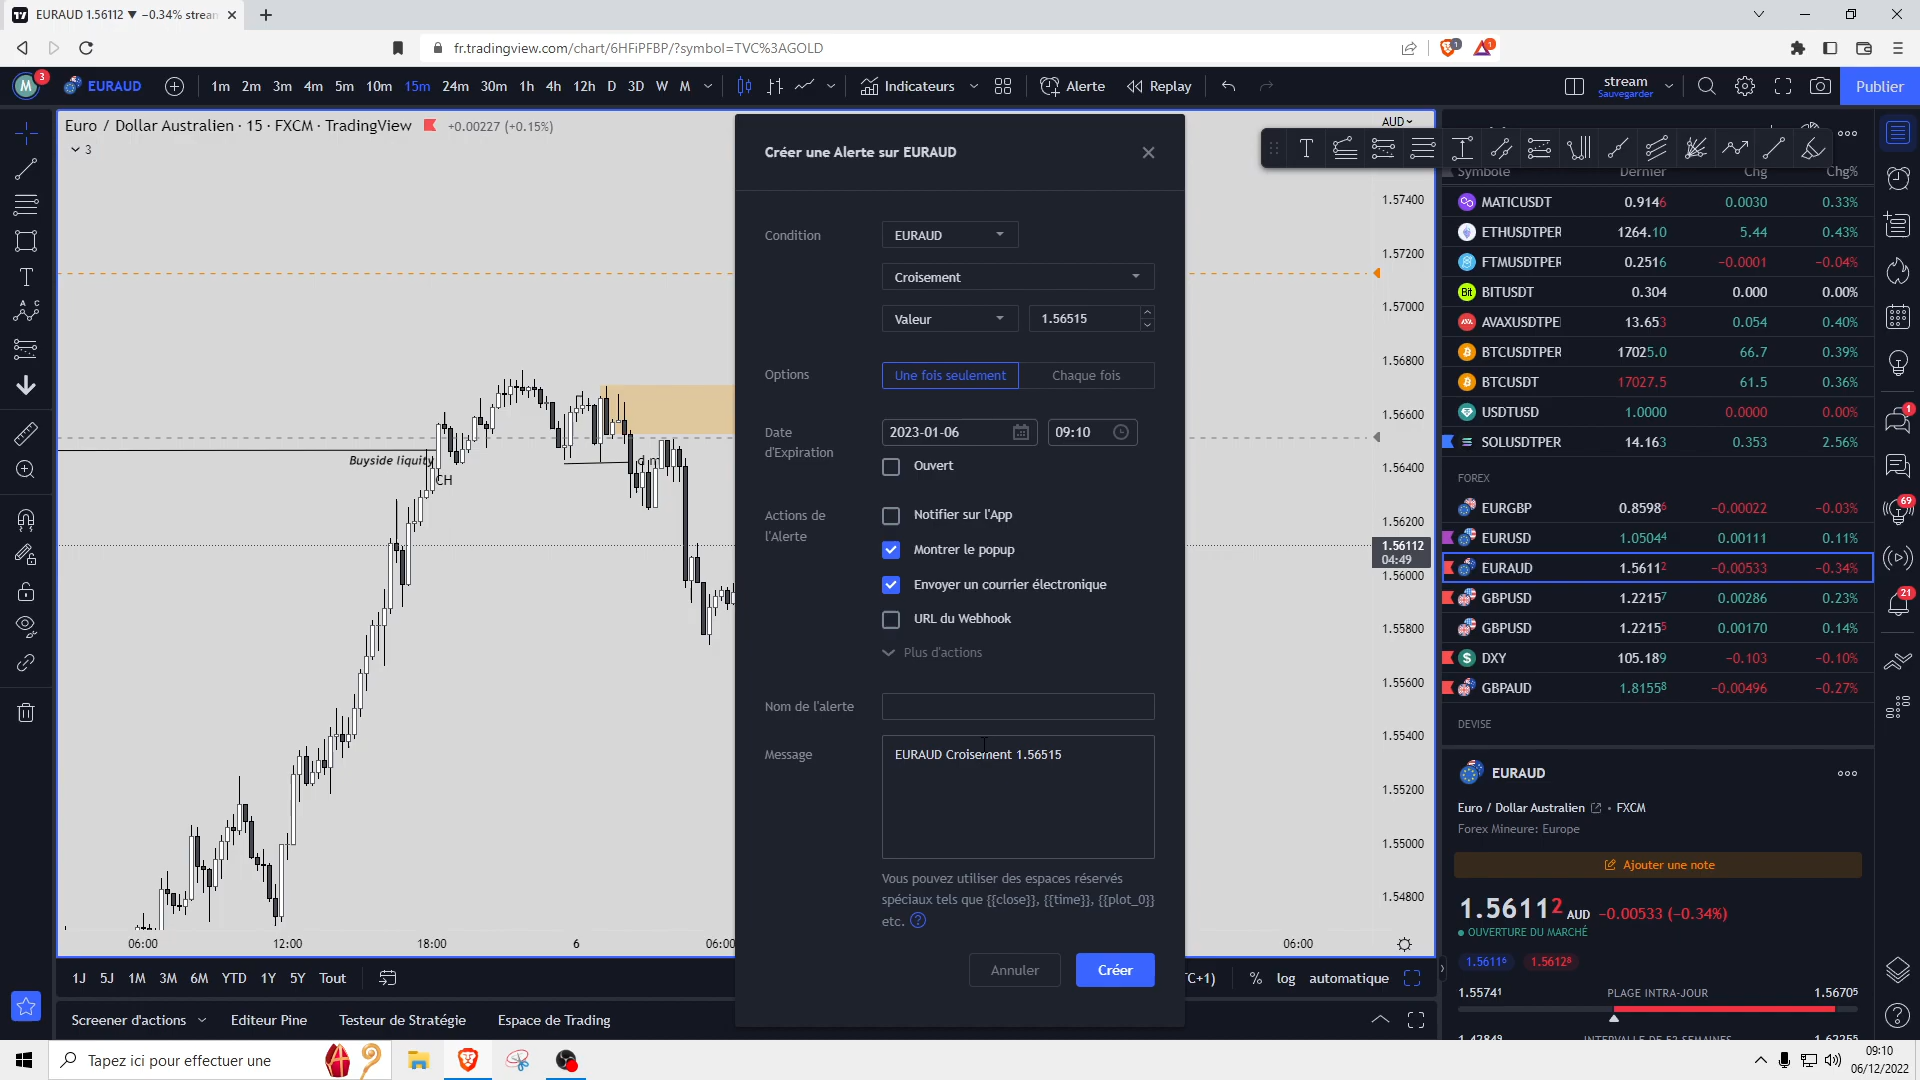 EURAUD 1.56112 ▼ −0.34% stream
fr.tradingview.com/chart/6HFiPFBP/?symbol=TVC%3AGOLD
1
1
M
3
EURAUD
1m 2m 3m 4m 5m 10m 15m 24m 30m 1h 4h 12h D 3D W M
Indicateurs
Alerte
Replay
stream
Sauvegarder
Publier
Euro / Dollar Australien · 15 · FXCM · TradingView
+0.00227 (+0.15%)
3
AUD
1.57400
1.57200
1.57000
1.56800
1.56600
1.56400
1.56200
1.56112
04:49
1.56000
1.55800
1.55600
1.55400
1.55200
1.55000
1.54800
Buyside liquity
CH
d m
06:00 12:00 18:00 6 06:00 06:00
Créer une Alerte sur EURAUD
Condition
EURAUD
Croisement
Valeur
1.56515
Options
Une fois seulement
Chaque fois
Date d'Expiration
2023-01-06
09:10
Ouvert
Actions de l'Alerte
Notifier sur l'App
Montrer le popup
Envoyer un courrier électronique
URL du Webhook
Plus d'actions
Nom de l'alerte
Message
EURAUD Croisement 1.56515
Vous pouvez utiliser des espaces réservés
spéciaux tels que {{close}}, {{time}}, {{plot_0}}
etc.
Annuler
Créer
1J 5J 1M 3M 6M YTD 1Y 5Y Tout
C+1)
%
log
automatique
Screener d'actions
Editeur Pine
Testeur de Stratégie
Espace de Trading
Symbole Dernier Chg Chg%
MATICUSDT 0.9146 0.0030 0.33%
ETHUSDTPER 1264.10 5.44 0.43%
FTMUSDTPER 0.2516 −0.0001 −0.04%
BITUSDT 0.304 0.000 0.00%
AVAXUSDTPE 13.653 0.054 0.40%
BTCUSDTPER 17025.0 66.7 0.39%
BTCUSDT 17027.5 61.5 0.36%
USDTUSD 1.0000 0.0000 0.00%
SOLUSDTPER 14.163 0.353 2.56%
FOREX
EURGBP 0.85986 −0.00022 −0.03%
EURUSD 1.05044 0.00111 0.11%
EURAUD 1.56112 −0.00533 −0.34%
GBPUSD 1.22157 0.00286 0.23%
GBPUSD 1.22155 0.00170 0.14%
DXY 105.189 −0.103 −0.10%
GBPAUD 1.81558 −0.00496 −0.27%
DEVISE
EURAUD
Euro / Dollar Australien • FXCM
Forex Mineure: Europe
Ajouter une note
1.56112 AUD −0.00533 (−0.34%)
OUVERTURE DU MARCHÉ
1.56116 1.56128
1.55741 PLAGE INTRA-JOUR 1.56705
1
69
21
Tapez ici pour effectuer une
09:10
06/12/2022